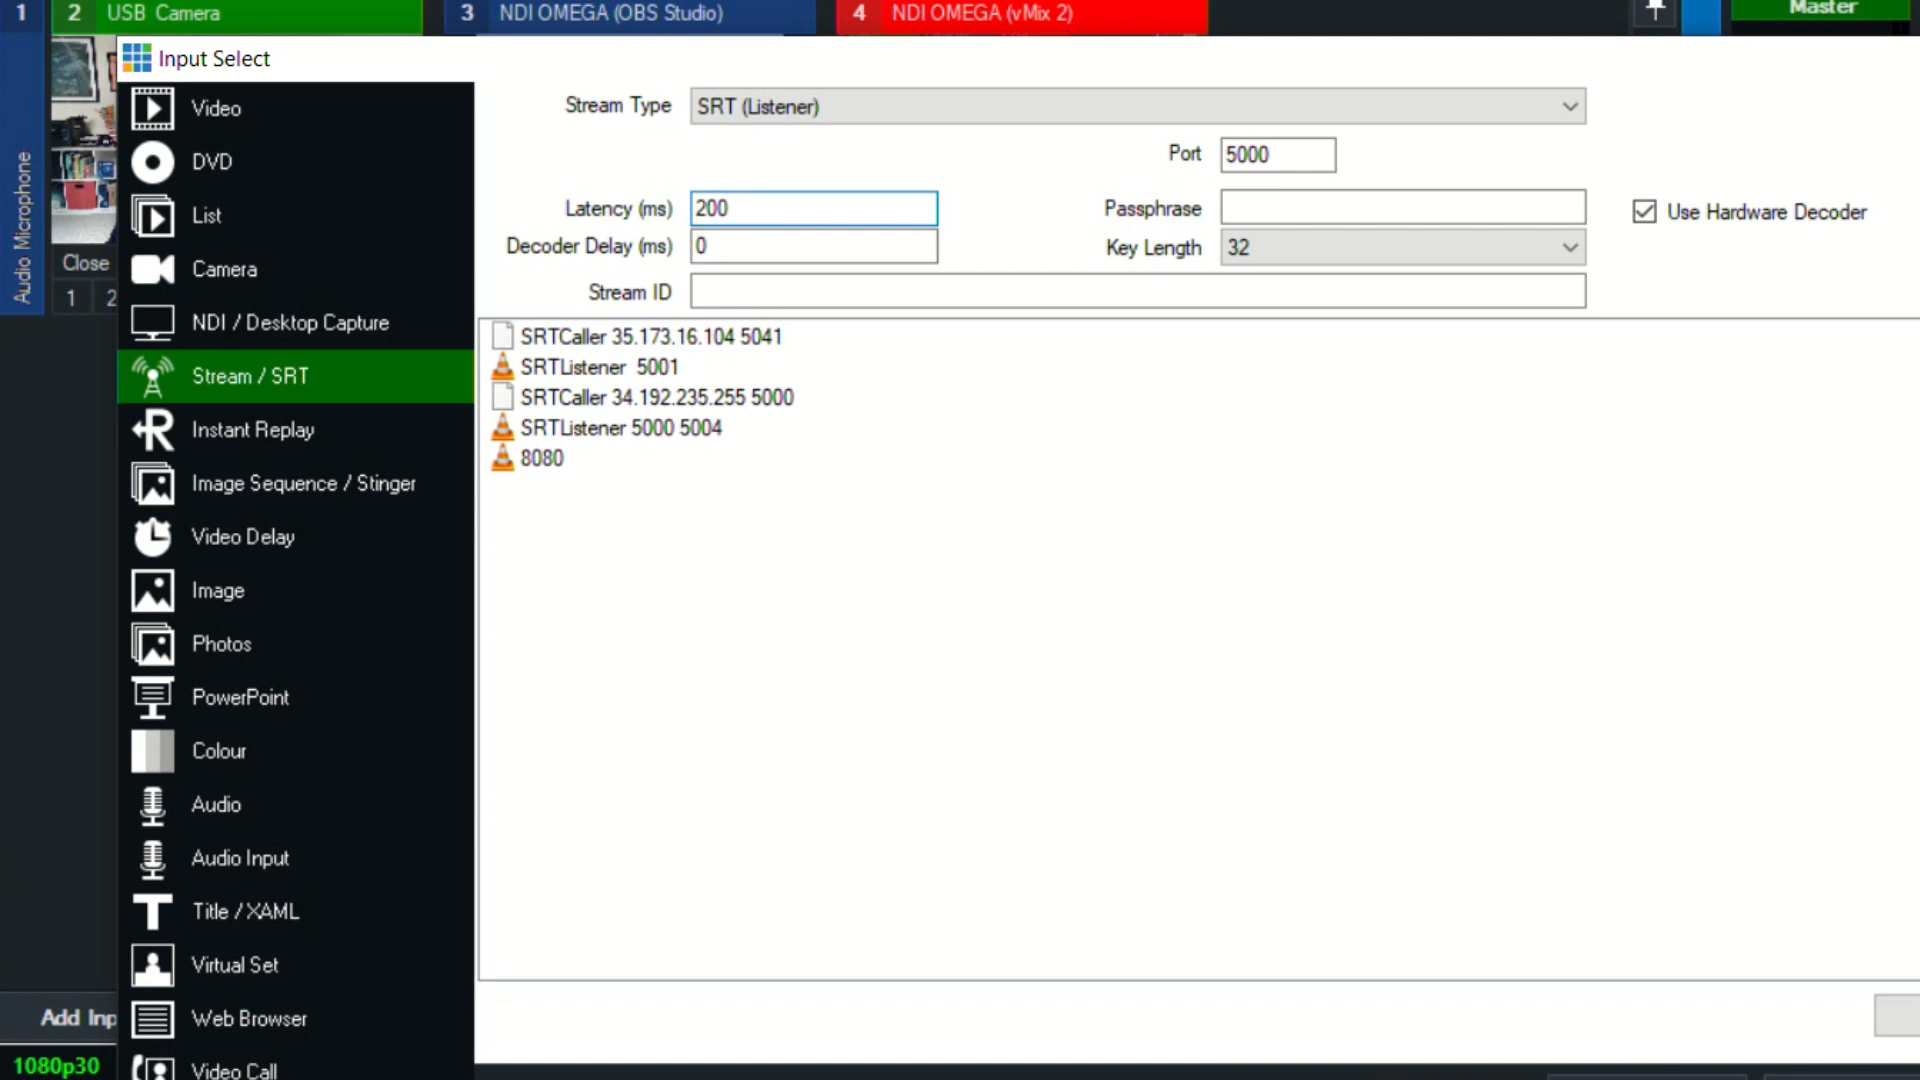 1
2 USB Camera
3 NDI OMEGA (OBS Studio)
4 NDI OMEGA (vMix 2)
Master
Audio Microphone
Close
1 2
Input Select
Video
DVD
List
Camera
NDI / Desktop Capture
Stream / SRT
Instant Replay
Image Sequence / Stinger
Video Delay
Image
Photos
PowerPoint
Colour
Audio
Audio Input
Title / XAML
Virtual Set
Web Browser
Video Call
Stream Type SRT (Listener)
Port 5000
Latency (ms) 200
Passphrase
Use Hardware Decoder
Decoder Delay (ms) 0
Key Length 32
Stream ID
SRTCaller 35.173.16.104 5041
SRTListener 5001
SRTCaller 34.192.235.255 5000
SRTListener 5000 5004
8080
Add Inp
1080p30